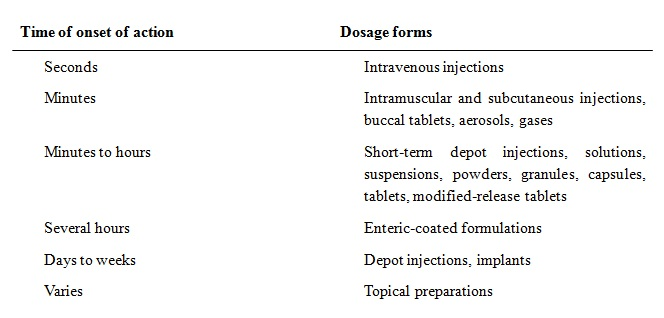 Time of onset of action Dosage forms
Seconds Intravenous injections
Minutes Intramuscular and subcutaneous injections,
buccal tablets, aerosols, gases
Minutes to hours Short-term depot injections, solutions,
suspensions, powders, granules, capsules,
tablets, modified-release tablets
Several hours Enteric-coated formulations
Days to weeks Depot injections, implants
Varies Topical preparations